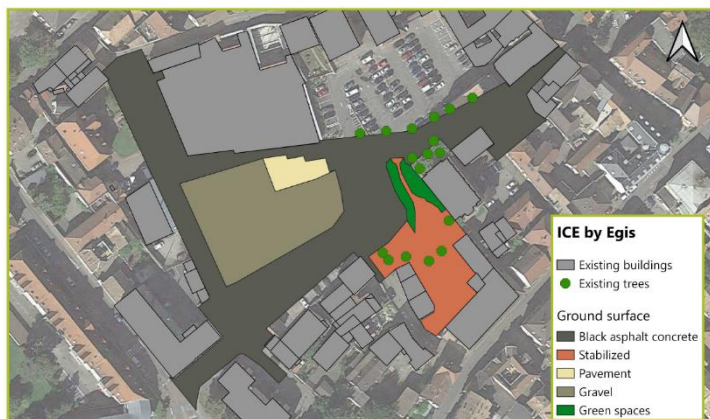 ICE by Egis
Existing buildings
Existing trees
Ground surface
Black asphalt concrete
Stabilized
Pavement
Gravel
Green spaces